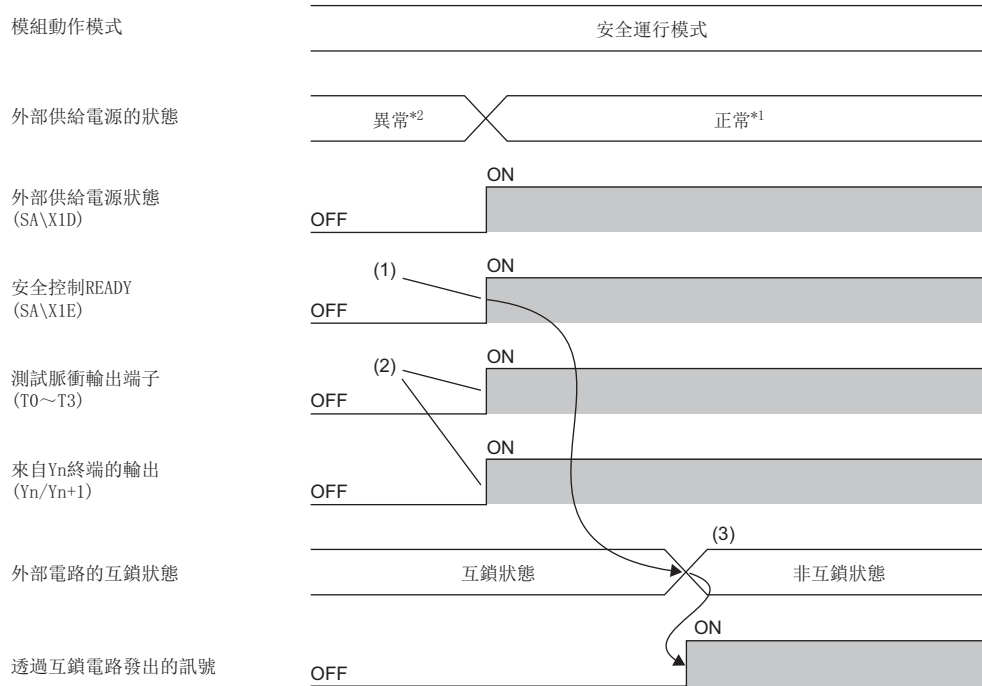 模組動作模式
安全運行模式
外部供給電源的狀態
異常*2
正常*1
外部供給電源狀態
(SA\X1D)
OFF
ON
安全控制READY
(SA\X1E)
OFF
(1)
ON
測試脈衝輸出端子
(T0～T3)
OFF
(2)
ON
來自Yn終端的輸出
(Yn/Yn+1)
OFF
ON
外部電路的互鎖狀態
互鎖狀態
(3)
非互鎖狀態
透過互鎖電路發出的訊號
OFF
ON